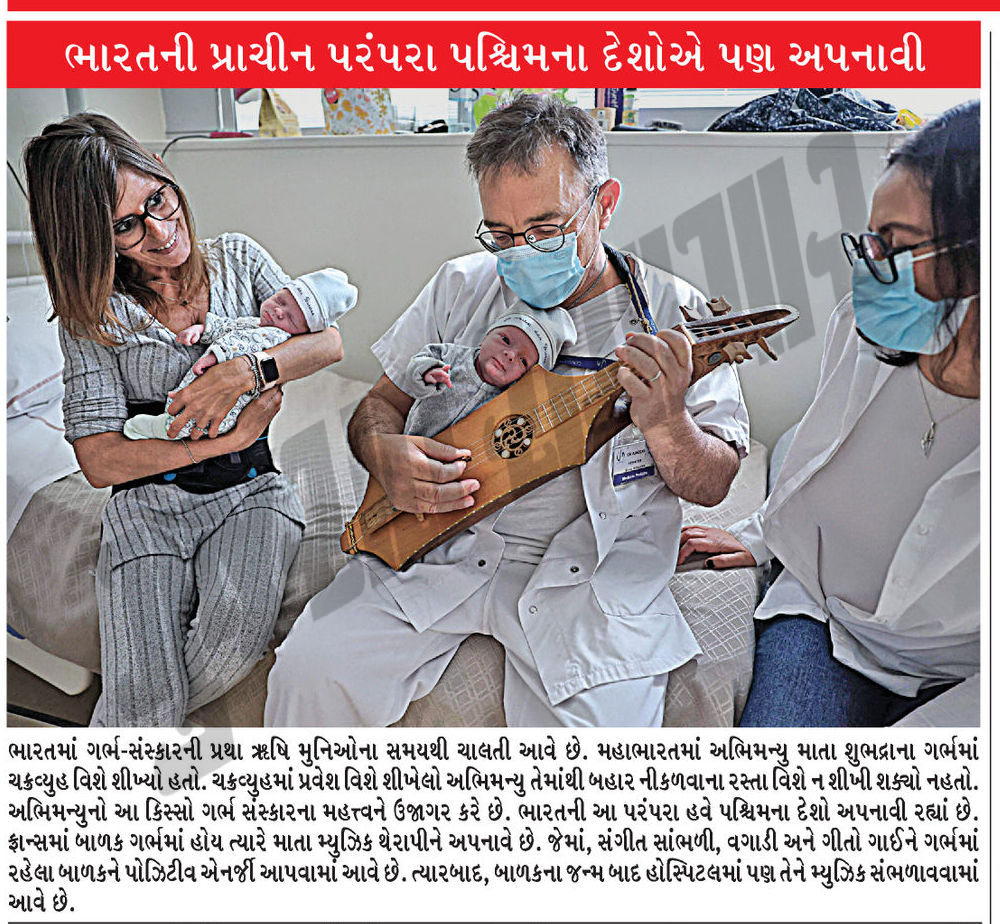 ભારતની પ્રાચીન પરંપરા પશ્ચિમના દેશોએ પણ અપનાવી
ભારતમાં ગર્ભ-સંસ્કારની પ્રથા ઋષિ મુનિઓના સમયથી ચાલતી આવે છે. મહાભારતમાં અભિમન્યુ માતા શુભદ્રાના ગર્ભમાં
ચક્રવ્યુહ વિશે શીખ્યો હતો. ચક્રવ્યુહમાં પ્રવેશ વિશે શીખેલો અભિમન્યુ તેમાંથી બહાર નીકળવાના રસ્તા વિશે ન શીખી શક્યો નહતો.
અભિમન્યુનો આ કિસ્સો ગર્ભ સંસ્કારના મહત્ત્વને ઉજાગર કરે છે. ભારતની આ પરંપરા હવે પશ્ચિમના દેશો અપનાવી રહ્યાં છે.
ફ્રાન્સમાં બાળક ગર્ભમાં હોય ત્યારે માતા મ્યુઝિક થેરાપીને અપનાવે છે. જેમાં, સંગીત સાંભળી, વગાડી અને ગીતો ગાઈને ગર્ભમાં
રહેલા બાળકને પોઝિટીવ એનર્જી આપવામાં આવે છે. ત્યારબાદ, બાળકના જન્મ બાદ હોસ્પિટલમાં પણ તેને મ્યુઝિક સંભળાવવામાં
આવે છે.